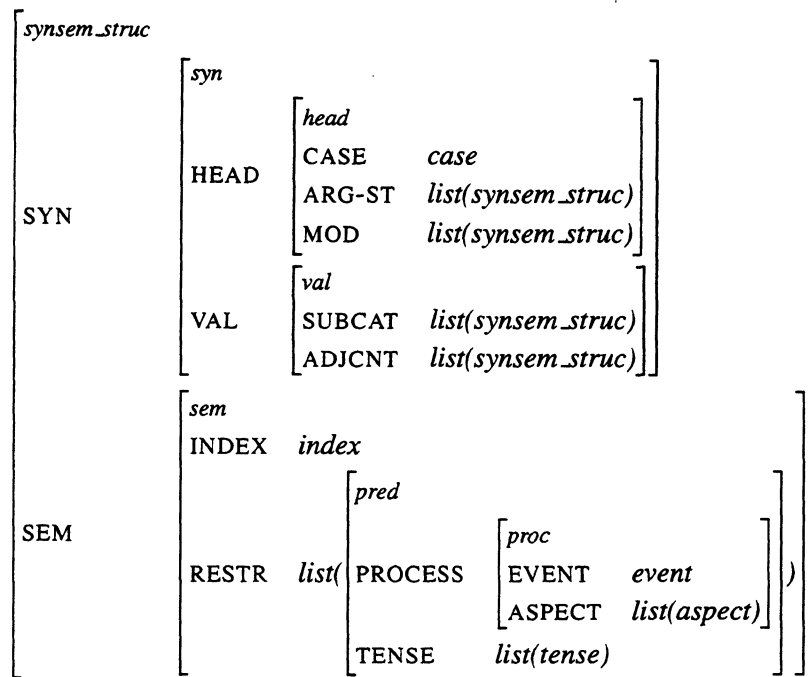 synsem_struc
syn
head
CASE case
HEAD
ARG-ST list(synsem_struc)
SYN
MOD list(synsem_struc)
val
VAL SUBCAT list(synsem_struc)
ADJCNT list(synsem_struc)
sem
INDEX index
pred
SEM
proc
RESTR list( PROCESS EVENT event )
ASPECT list(aspect)
TENSE list(tense)